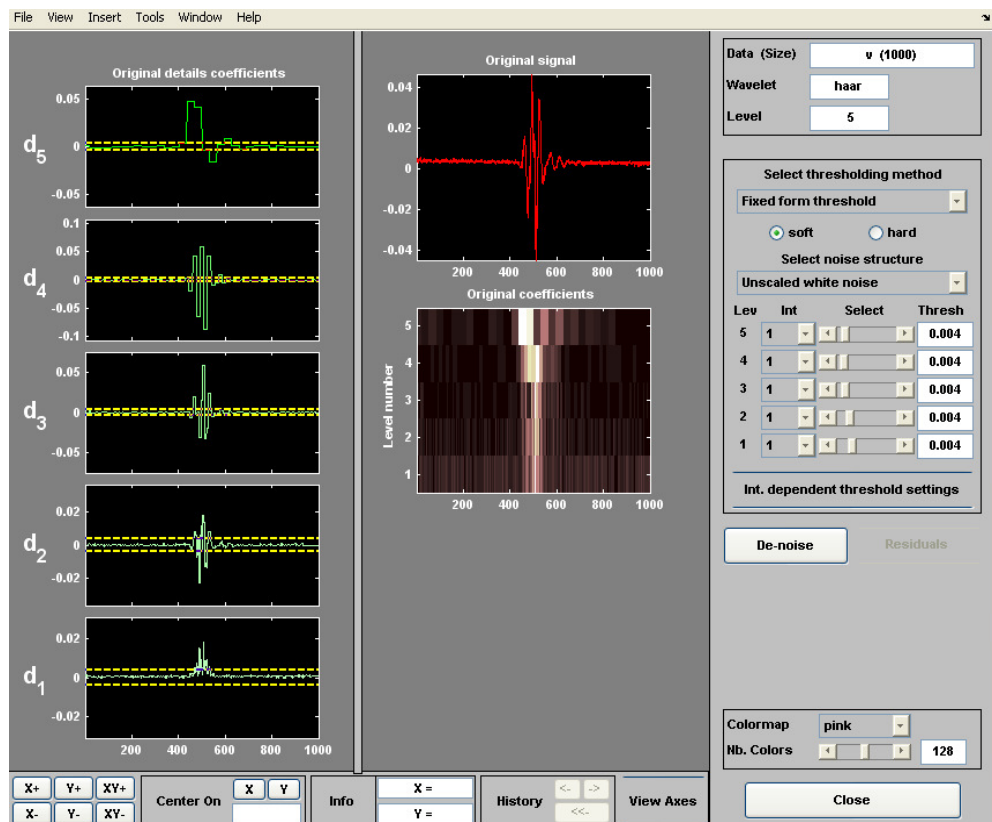 File View Insert Tools Window Help
Original details coefficients
d5
0.05
0
-0.05
d4
0.1
0.05
0
-0.05
-0.1
d3
0.05
0
-0.05
d2
0.02
0
-0.02
d1
0.02
0
-0.02
200 400 600 800 1000
Original signal
0.04
0.02
0
-0.02
-0.04
200 400 600 800 1000
Original coefficients
Level number
5
4
3
2
1
200 400 600 800 1000
Data (Size) v (1000)
Wavelet haar
Level 5
Select thresholding method
Fixed form threshold
soft hard
Select noise structure
Unscaled white noise
Lev Int Select Thresh
5 1 0.004
4 1 0.004
3 1 0.004
2 1 0.004
1 1 0.004
Int. dependent threshold settings
De-noise Residuals
Colormap pink
Nb. Colors 128
Close
X+ Y+ XY+
X- Y- XY-
Center On X Y
Info X =
Y =
History <- ->
<<-
View Axes